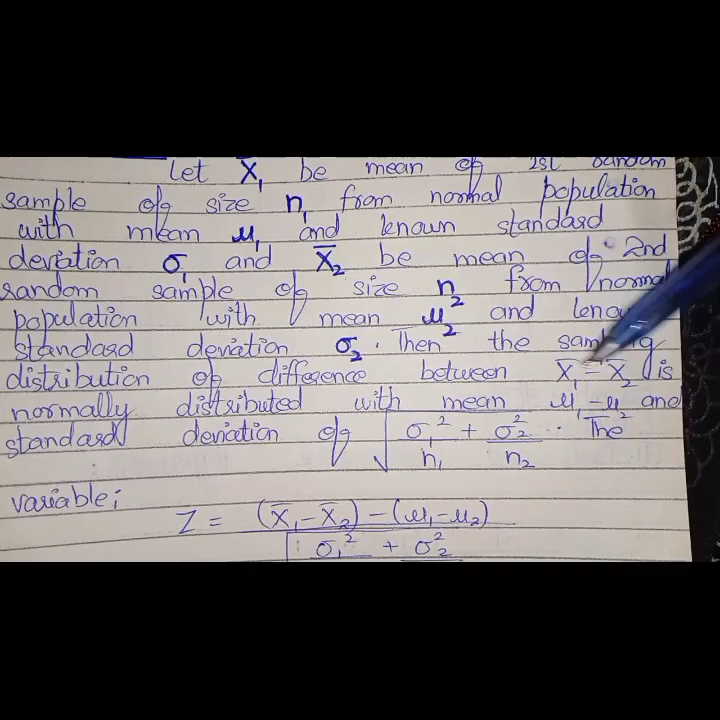 Let X̄₁ be mean of 1st random
sample of size n₁ from normal population
with mean μ₁ and known standard
deviation σ₁ and X̄₂ be mean of 2nd
random sample of size n₂ from normal
population with mean μ₂ and
standard deviation σ₂. Then the sampling
distribution of difference between X̄₁ - X̄₂ is
normally distributed with mean μ₁-μ₂ and
standard deviation of √(σ₁²/n₁ + σ₂²/n₂). The
variable;
Z = (X̄₁-X̄₂)-(μ₁-μ₂)
√ σ₁² + σ₂²